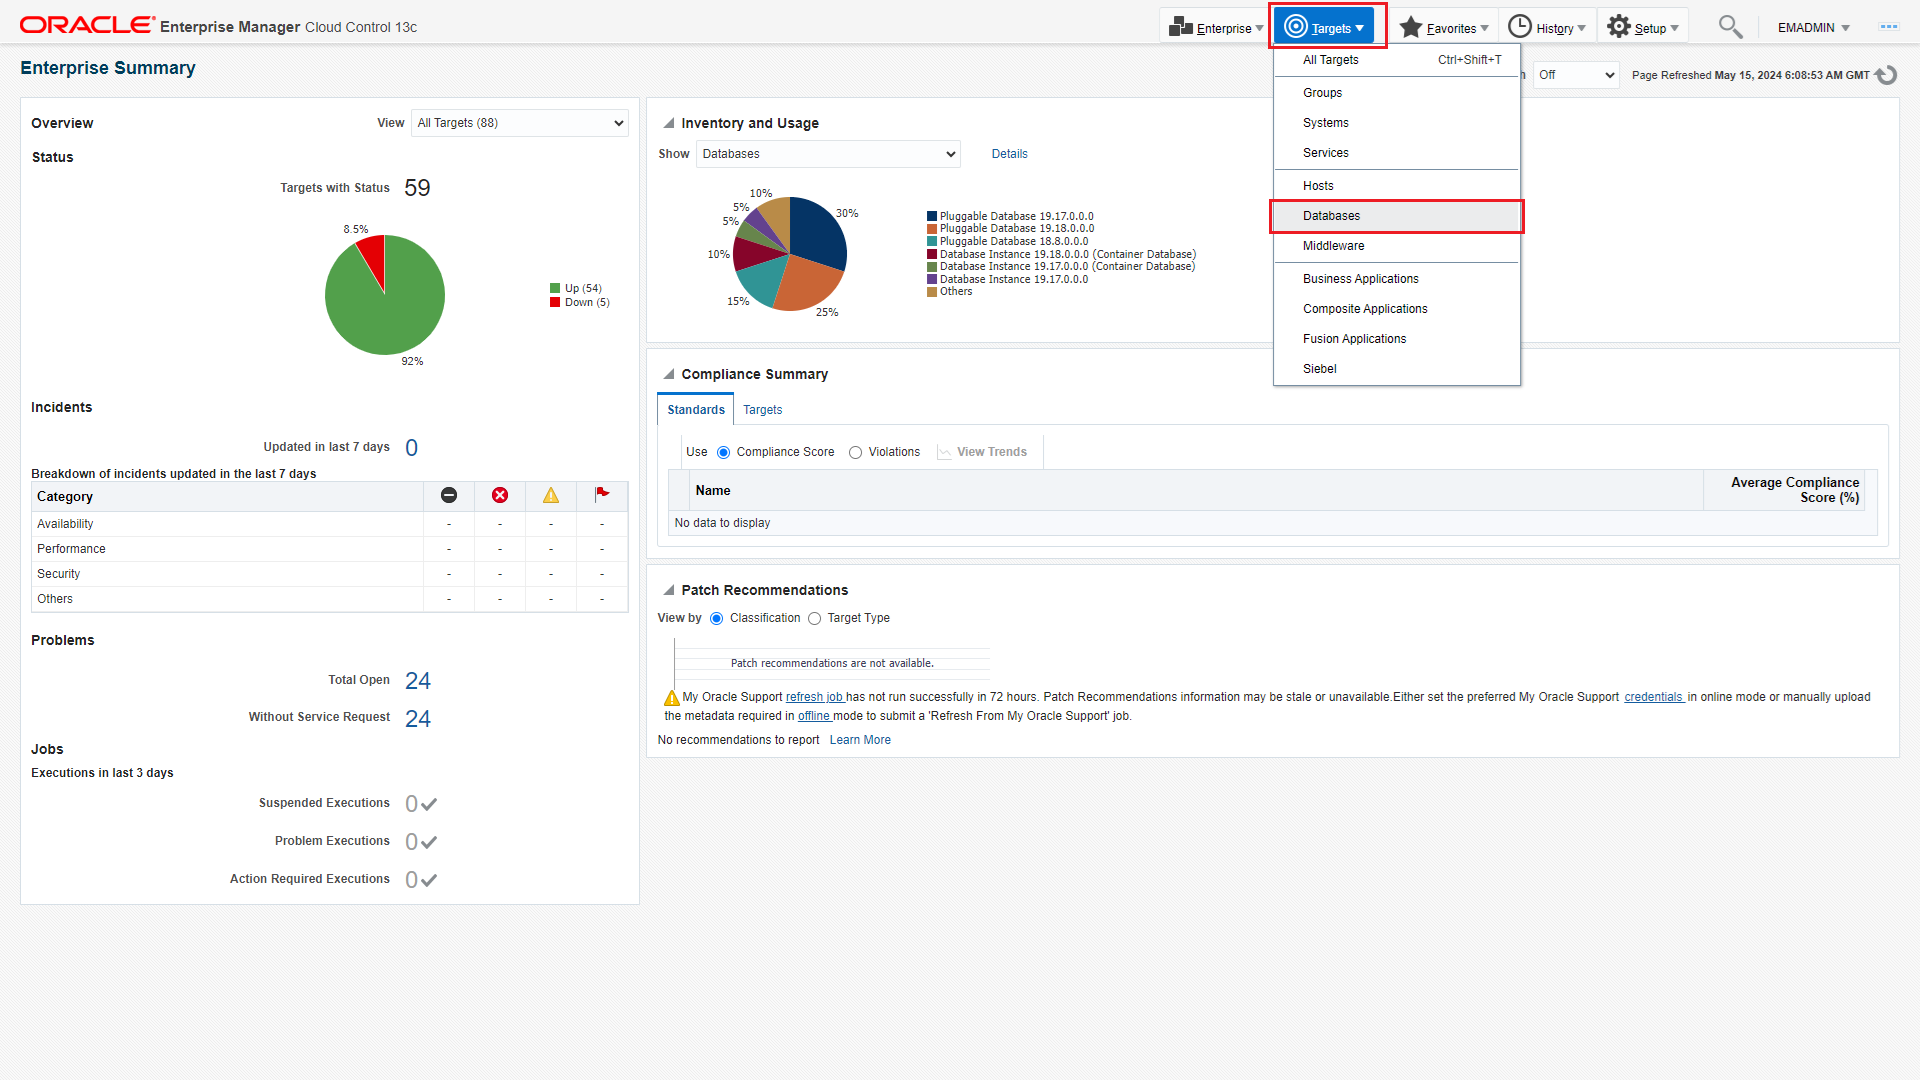 ORACLE Enterprise Manager Cloud Control 13c
Enterprise Targets Favorites History Setup EMADMIN
Enterprise Summary
Off Page Refreshed May 15, 2024 6:08:53 AM GMT
All Targets Ctrl+Shift+T
Groups
Systems
Services
Hosts
Databases
Middleware
Business Applications
Composite Applications
Fusion Applications
Siebel
Overview
View All Targets (88)
Status
Targets with Status 59
8.5%
92%
Up (54)
Down (5)
Incidents
Updated in last 7 days 0
Breakdown of incidents updated in the last 7 days
Category
Availability - - - -
Performance - - - -
Security - - - -
Others - - - -
Problems
Total Open 24
Without Service Request 24
Jobs
Executions in last 3 days
Suspended Executions 0
Problem Executions 0
Action Required Executions 0
Inventory and Usage
Show Databases Details
10%
5%
5%
10%
15%
25%
30%
Pluggable Database 19.17.0.0.0
Pluggable Database 19.18.0.0.0
Pluggable Database 18.8.0.0.0
Database Instance 19.18.0.0.0 (Container Database)
Database Instance 19.17.0.0.0 (Container Database)
Database Instance 19.17.0.0.0
Others
Compliance Summary
Standards Targets
Use Compliance Score Violations View Trends
Name Average Compliance
Score (%)
No data to display
Patch Recommendations
View by Classification Target Type
Patch recommendations are not available.
My Oracle Support refresh job has not run successfully in 72 hours. Patch Recommendations information may be stale or unavailable.Either set the preferred My Oracle Support credentials in online mode or manually upload
the metadata required in offline mode to submit a 'Refresh From My Oracle Support' job.
No recommendations to report Learn More